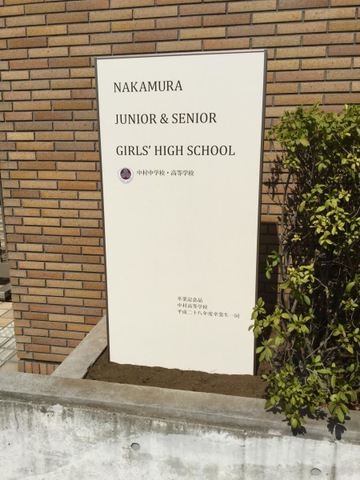 NAKAMURA
JUNIOR & SENIOR
GIRLS' HIGH SCHOOL
中村中学校・高等学校
卒業記念品
中村高等学校
平成二十八年度卒業生一同